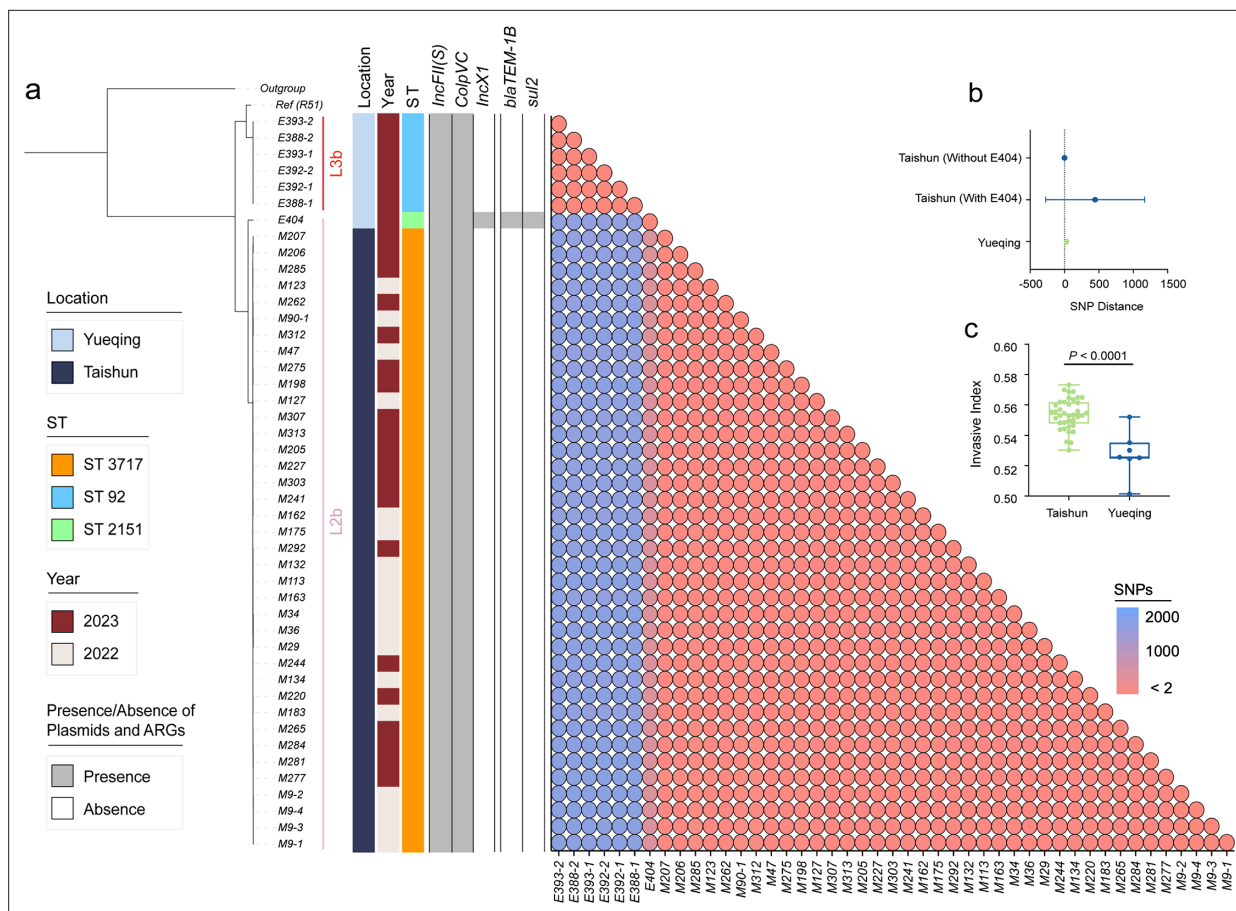 a
Location
Year
ST
IncFII(S)
ColpVC
IncX1
blaTEM-1B
sul2
Outgroup
Ref (R51)
E393-2
E388-2
E393-1
E392-2
E392-1
E388-1
E404
M207
M206
M285
M123
M262
M90-1
M312
M47
M275
M198
M127
M307
M313
M205
M227
M303
M241
M162
M175
M292
M132
M113
M163
M34
M36
M29
M244
M134
M220
M183
M265
M284
M281
M277
M9-2
M9-4
M9-3
M9-1
L3b
L2b
Location
Yueqing
Taishun
ST
ST 3717
ST 92
ST 2151
Year
2023
2022
Presence/Absence of
Plasmids and ARGs
Presence
Absence
E393-2
E388-2
E393-1
E392-2
E392-1
E388-1
E404
M207
M206
M285
M123
M262
M90-1
M312
M47
M275
M198
M127
M307
M313
M205
M227
M303
M241
M162
M175
M292
M132
M113
M163
M34
M36
M29
M244
M134
M220
M183
M265
M284
M281
M277
M9-2
M9-4
M9-3
M9-1
b
Taishun (Without E404)
Taishun (With E404)
Yueqing
-500 0 500 1000 1500
SNP Distance
c
P < 0.0001
Invasive Index
0.60
0.58
0.56
0.54
0.52
0.50
Taishun Yueqing
SNPs
2000
1000
< 2